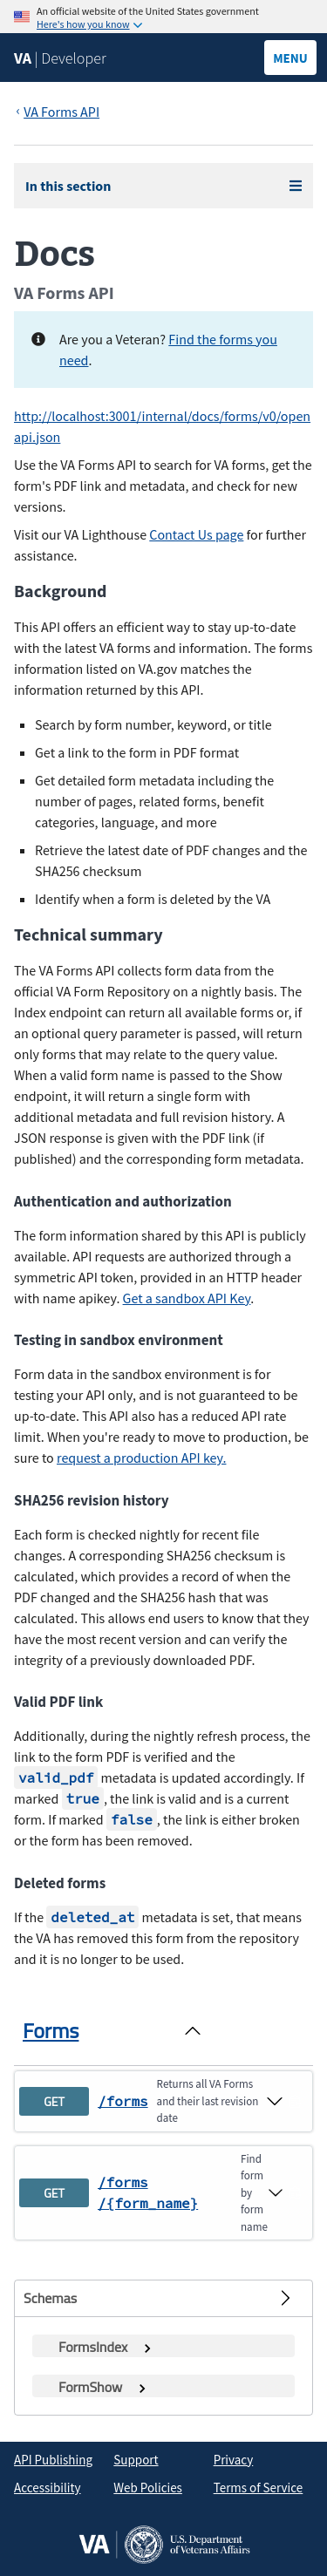 An official website of the United States government
Here's how you know
VA | Developer
MENU
VA Forms API
In this section
Docs
VA Forms API
Are you a Veteran? Find the forms you
need.
http://localhost:3001/internal/docs/forms/v0/open
api.json
Use the VA Forms API to search for VA forms, get the
form's PDF link and metadata, and check for new
versions.
Visit our VA Lighthouse Contact Us page for further
assistance.
Background
This API offers an efficient way to stay up-to-date
with the latest VA forms and information. The forms
information listed on VA.gov matches the
information returned by this API.
Search by form number, keyword, or title
Get a link to the form in PDF format
Get detailed form metadata including the
number of pages, related forms, benefit
categories, language, and more
Retrieve the latest date of PDF changes and the
SHA256 checksum
Identify when a form is deleted by the VA
Technical summary
The VA Forms API collects form data from the
official VA Form Repository on a nightly basis. The
Index endpoint can return all available forms or, if
an optional query parameter is passed, will return
only forms that may relate to the query value.
When a valid form name is passed to the Show
endpoint, it will return a single form with
additional metadata and full revision history. A
JSON response is given with the PDF link (if
published) and the corresponding form metadata.
Authentication and authorization
The form information shared by this API is publicly
available. API requests are authorized through a
symmetric API token, provided in an HTTP header
with name apikey. Get a sandbox API Key.
Testing in sandbox environment
Form data in the sandbox environment is for
testing your API only, and is not guaranteed to be
up-to-date. This API also has a reduced API rate
limit. When you're ready to move to production, be
sure to request a production API key.
SHA256 revision history
Each form is checked nightly for recent file
changes. A corresponding SHA256 checksum is
calculated, which provides a record of when the
PDF changed and the SHA256 hash that was
calculated. This allows end users to know that they
have the most recent version and can verify the
integrity of a previously downloaded PDF.
Valid PDF link
Additionally, during the nightly refresh process, the
link to the form PDF is verified and the
valid_pdf metadata is updated accordingly. If
marked true, the link is valid and is a current
form. If marked false, the link is either broken
or the form has been removed.
Deleted forms
If the deleted_at metadata is set, that means
the VA has removed this form from the repository
and it is no longer to be used.
Forms
GET /forms Returns all VA Forms
and their last revision
date
GET /forms
/{form_name} Find
form
by
form
name
Schemas
FormsIndex
FormShow
API Publishing Support Privacy
Accessibility Web Policies Terms of Service
VA U.S. Department
of Veterans Affairs